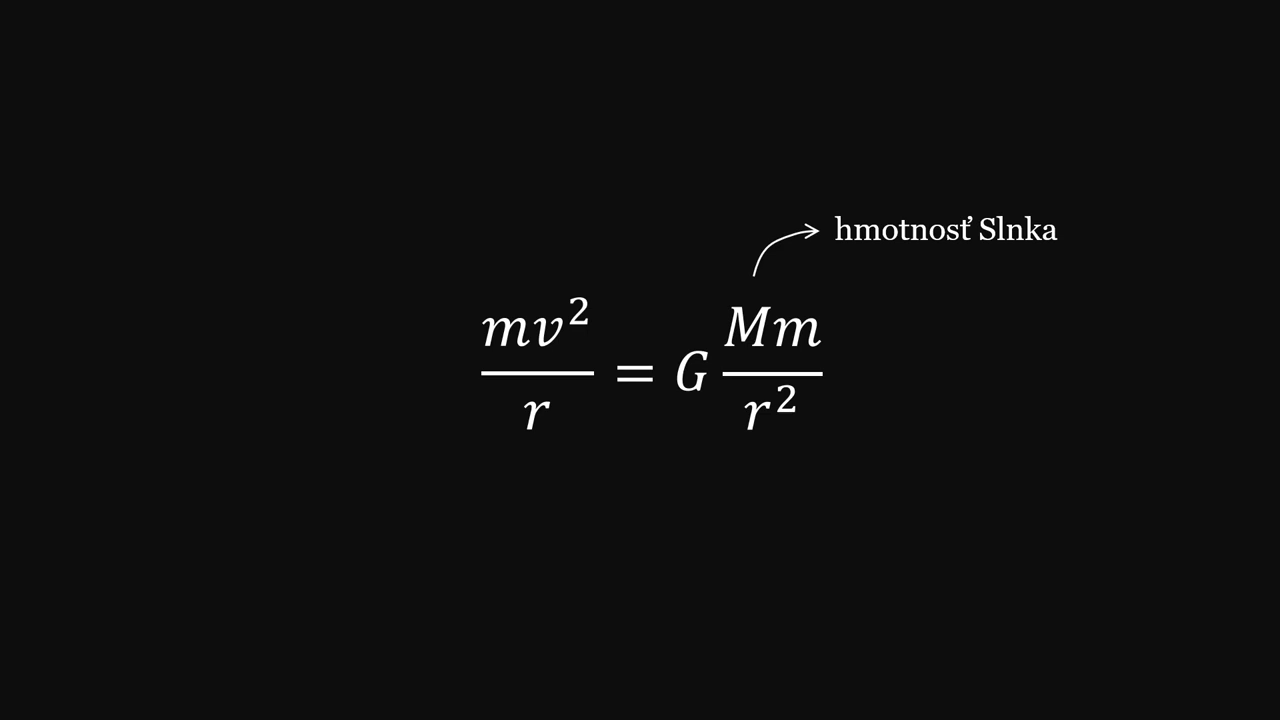 hmotnosť Slnka
mv²/r = G Mm/r²